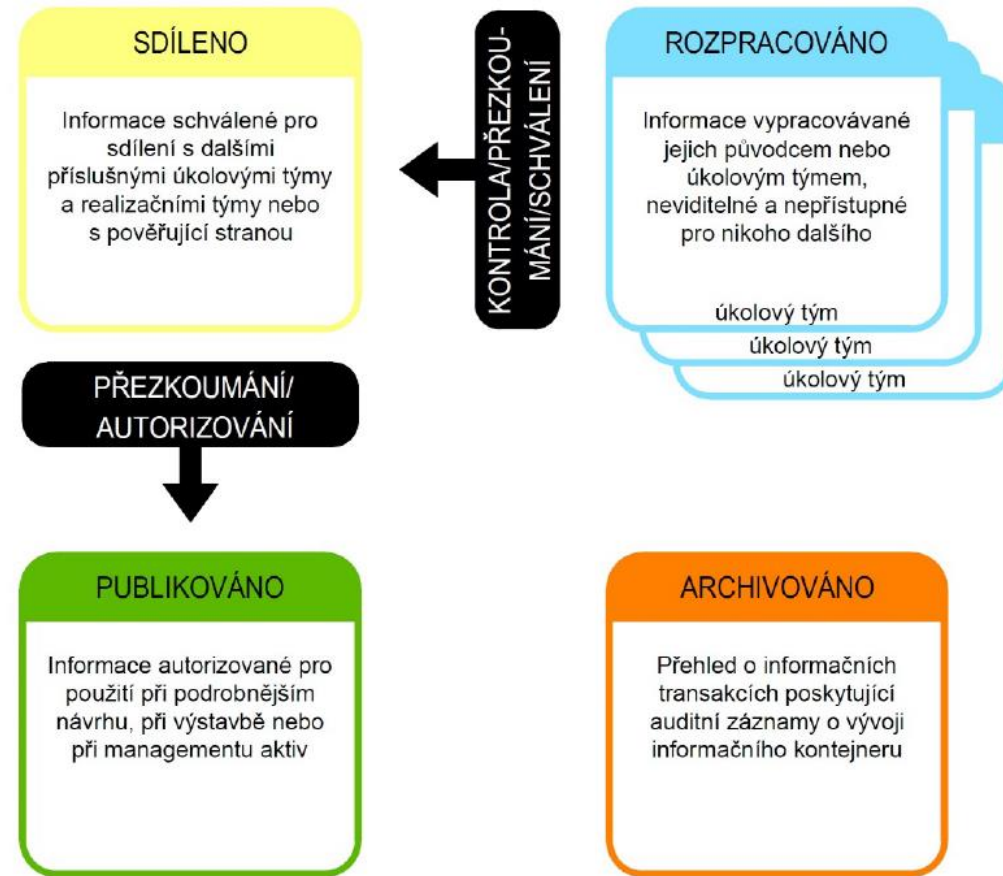 SDÍLENO
Informace schválené pro
sdílení s dalšími
příslušnými úkolovými týmy
a realizačními týmy nebo
s pověřující stranou
KONTROLA/PŘEZKOU-
MÁNÍ/SCHVÁLENÍ
ROZPRACOVÁNO
Informace vypracovávané
jejich původcem nebo
úkolovým týmem,
neviditelné a nepřístupné
pro nikoho dalšího
úkolový tým
úkolový tým
úkolový tým
PŘEZKOUMÁNÍ/
AUTORIZOVÁNÍ
PUBLIKOVÁNO
Informace autorizované pro
použití při podrobnějším
návrhu, při výstavbě nebo
při managementu aktiv
ARCHIVOVÁNO
Přehled o informačních
transakcích poskytující
auditní záznamy o vývoji
informačního kontejneru